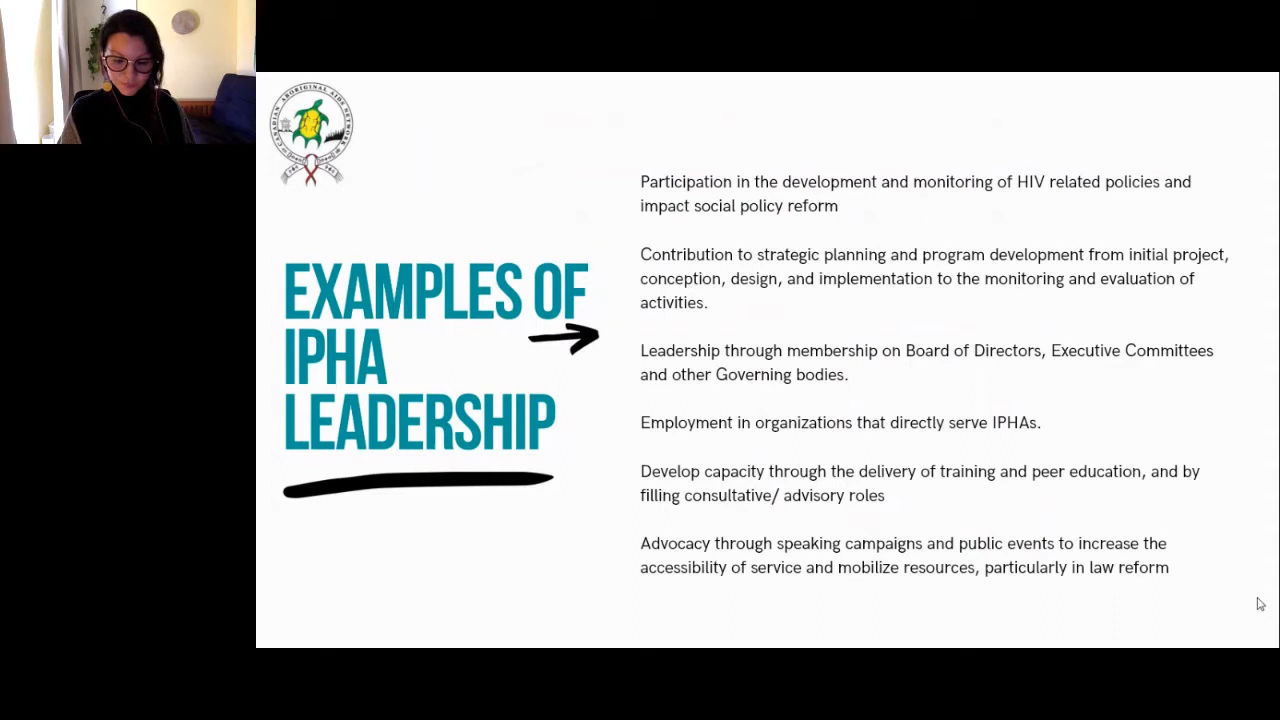 CANADIAN ABORIGINAL AIDS NETWORK
EXAMPLES OF
IPHA
LEADERSHIP
Participation in the development and monitoring of HIV related policies and
impact social policy reform
Contribution to strategic planning and program development from initial project,
conception, design, and implementation to the monitoring and evaluation of
activities.
Leadership through membership on Board of Directors, Executive Committees
and other Governing bodies.
Employment in organizations that directly serve IPHAs.
Develop capacity through the delivery of training and peer education, and by
filling consultative/ advisory roles
Advocacy through speaking campaigns and public events to increase the
accessibility of service and mobilize resources, particularly in law reform